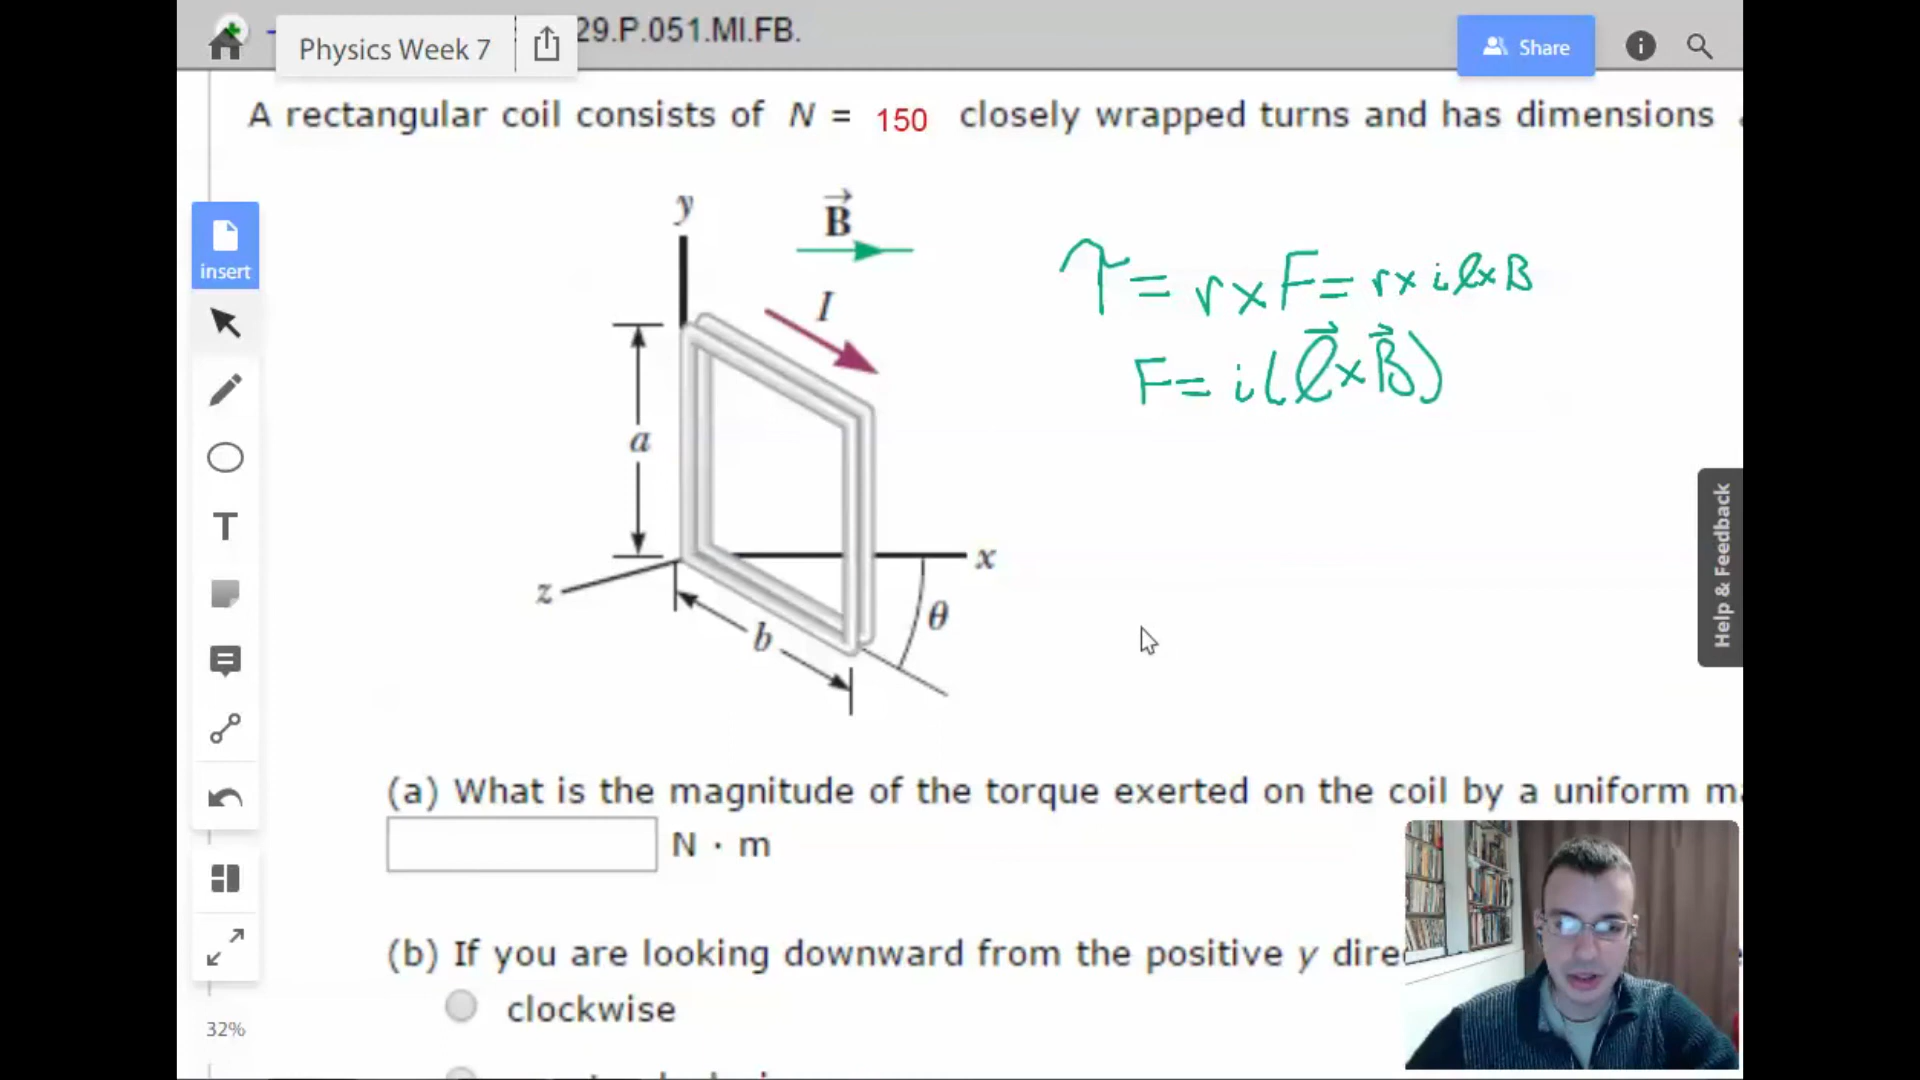 29.P.051.MI.FB.
Physics Week 7
Share
A rectangular coil consists of N = 150 closely wrapped turns and has dimensions
insert
T
y
B
I
a
z
x
b
θ
τ = r x F = r x i l x B
F = i ( l x B )
Help & Feedback
(a) What is the magnitude of the torque exerted on the coil by a uniform
N · m
(b) If you are looking downward from the positive y
clockwise
32%